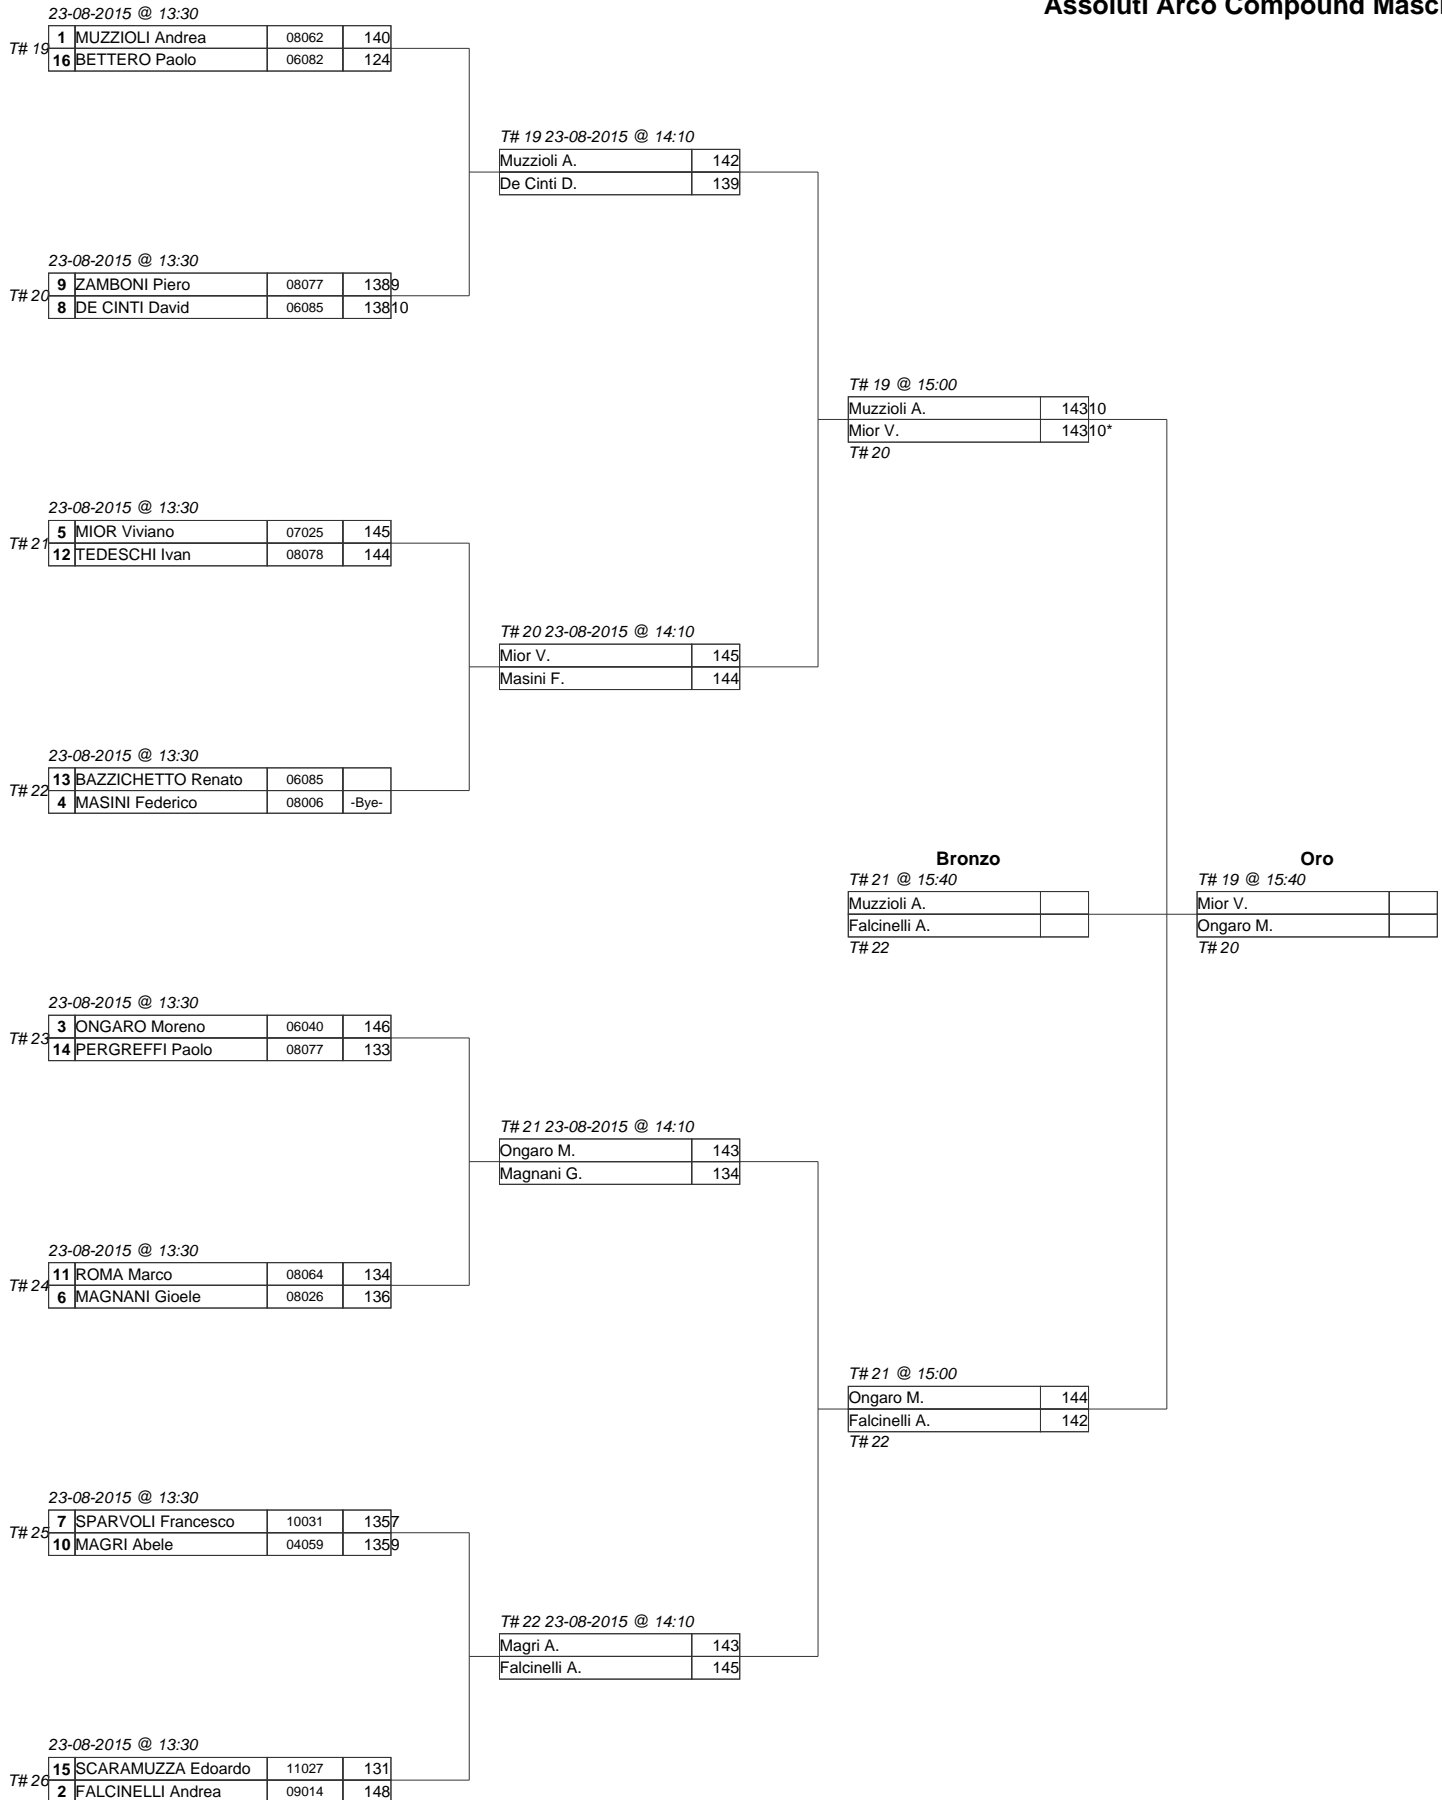 Assoluti Arco Compound
23-08-2015 @ 13:30
T# 19
1 MUZZIOLI Andrea 08062 140
16 BETTERO Paolo 06082 124
T# 19 23-08-2015 @ 14:10
Muzzioli A. 142
De Cinti D. 139
23-08-2015 @ 13:30
T# 20
9 ZAMBONI Piero 08077 138 9
8 DE CINTI David 06085 138 10
T# 19 @ 15:00
Muzzioli A. 143 10
Mior V. 143 10*
T# 20
23-08-2015 @ 13:30
T# 21
5 MIOR Viviano 07025 145
12 TEDESCHI Ivan 08078 144
T# 20 23-08-2015 @ 14:10
Mior V. 145
Masini F. 144
23-08-2015 @ 13:30
T# 22
13 BAZZICHETTO Renato 06085
4 MASINI Federico 08006 -Bye-
Bronzo
T# 21 @ 15:40
Muzzioli A.
Falcinelli A.
T# 22
Oro
T# 19 @ 15:40
Mior V.
Ongaro M.
T# 20
23-08-2015 @ 13:30
T# 23
3 ONGARO Moreno 06040 146
14 PERGREFFI Paolo 08077 133
T# 21 23-08-2015 @ 14:10
Ongaro M. 143
Magnani G. 134
23-08-2015 @ 13:30
T# 24
11 ROMA Marco 08064 134
6 MAGNANI Gioele 08026 136
T# 21 @ 15:00
Ongaro M. 144
Falcinelli A. 142
T# 22
23-08-2015 @ 13:30
T# 25
7 SPARVOLI Francesco 10031 135 7
10 MAGRI Abele 04059 135 9
T# 22 23-08-2015 @ 14:10
Magri A. 143
Falcinelli A. 145
23-08-2015 @ 13:30
T# 26
15 SCARAMUZZA Edoardo 11027 131
2 FALCINELLI Andrea 09014 148